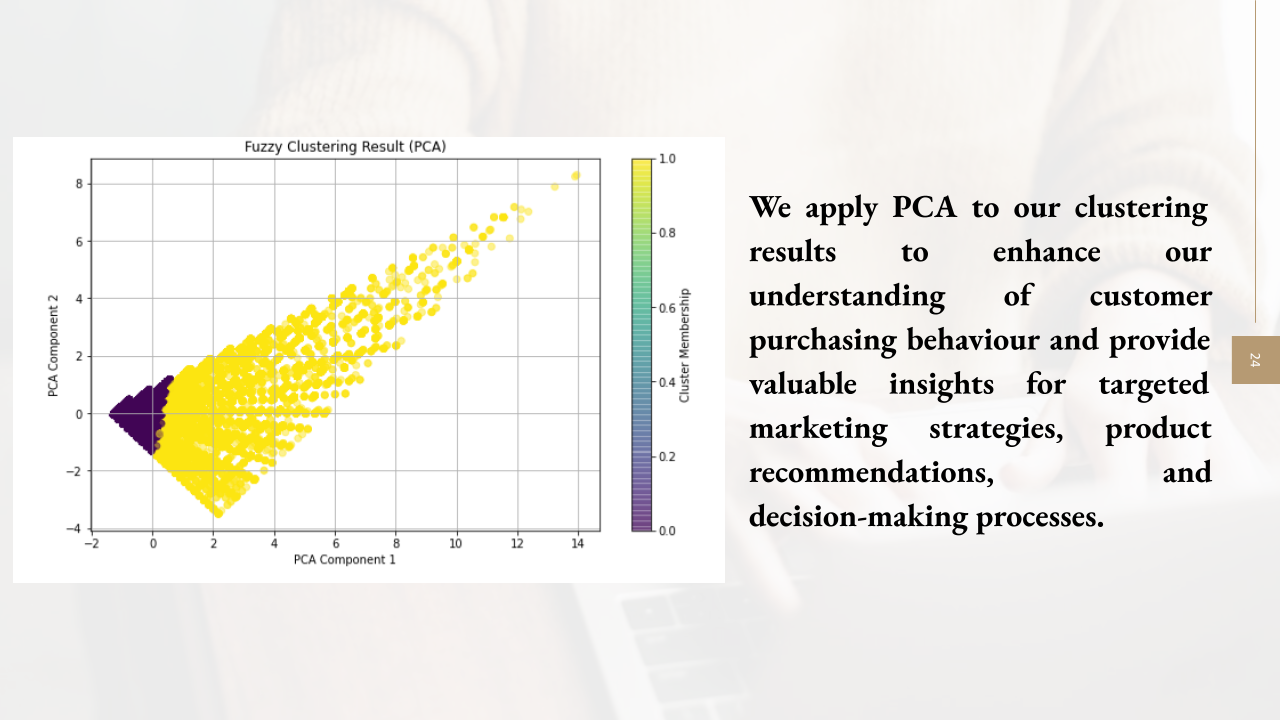 Fuzzy Clustering Result (PCA)
8
6
4
2
0
−2
−4
−2 0 2 4 6 8 10 12 14
PCA Component 1
PCA Component 2
1.0
0.8
0.6
0.4
0.2
0.0
Cluster Membership
We apply PCA to our clustering
results to enhance our
understanding of customer
purchasing behaviour and provide
valuable insights for targeted
marketing strategies, product
recommendations, and
decision-making processes.
24